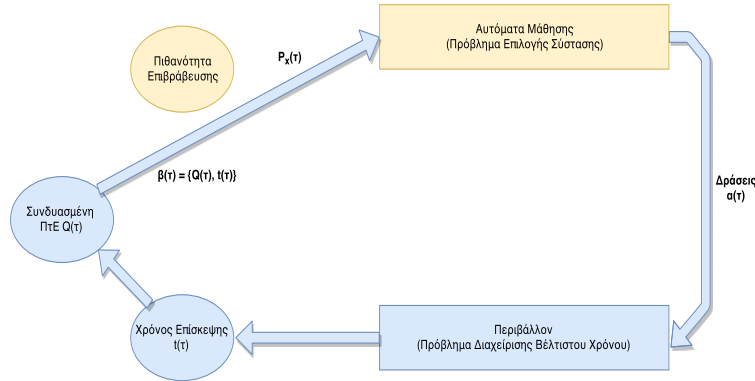 Αυτόματα Μάθησης
(Πρόβλημα Επιλογής Σύστασης)
Πιθανότητα
Επιβράβευσης
Pχ(τ)
β(τ) = {Q(τ), t(τ)}
Δράσεις
α(τ)
Συνδυασμένη
ΠτΕ Q(τ)
Χρόνος Επίσκεψης
t(τ)
Περιβάλλον
(Πρόβλημα Διαχείρισης Βέλτιστου Χρόνου)